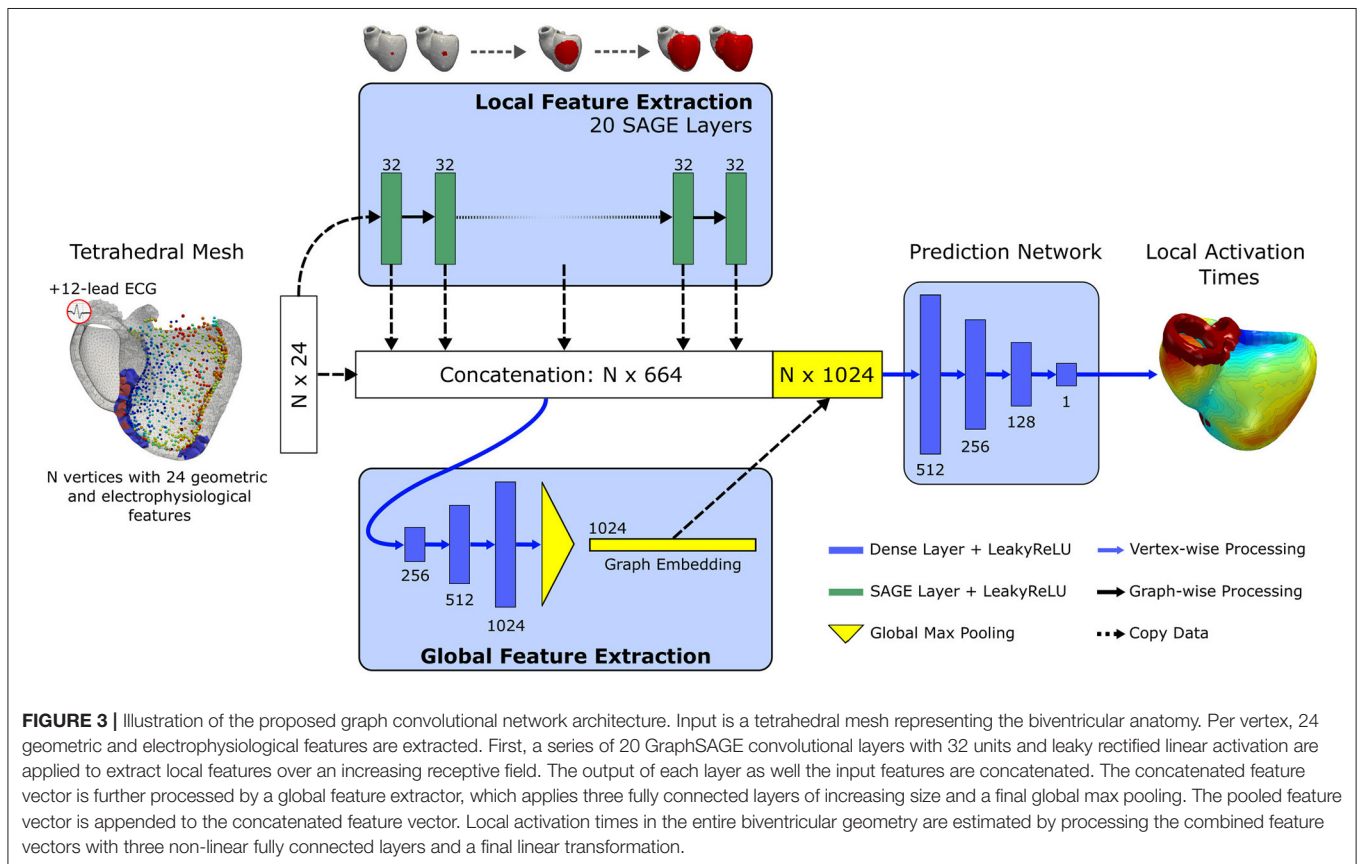 Local Feature Extraction
20 SAGE Layers
32
32
32
32
Tetrahedral Mesh
+12-lead ECG
N vertices with 24 geometric
and electrophysiological
features
N x 24
Concatenation: N x 664
N x 1024
Prediction Network
512
256
128
1
Local Activation
Times
256
512
1024
1024
Graph Embedding
Global Feature Extraction
Dense Layer + LeakyReLU
SAGE Layer + LeakyReLU
Global Max Pooling
Vertex-wise Processing
Graph-wise Processing
Copy Data
FIGURE 3 | Illustration of the proposed graph convolutional network architecture. Input is a tetrahedral mesh representing the biventricular anatomy. Per vertex, 24
geometric and electrophysiological features are extracted. First, a series of 20 GraphSAGE convolutional layers with 32 units and leaky rectified linear activation are
applied to extract local features over an increasing receptive field. The output of each layer as well the input features are concatenated. The concatenated feature
vector is further processed by a global feature extractor, which applies three fully connected layers of increasing size and a final global max pooling. The pooled feature
vector is appended to the concatenated feature vector. Local activation times in the entire biventricular geometry are estimated by processing the combined feature
vectors with three non-linear fully connected layers and a final linear transformation.